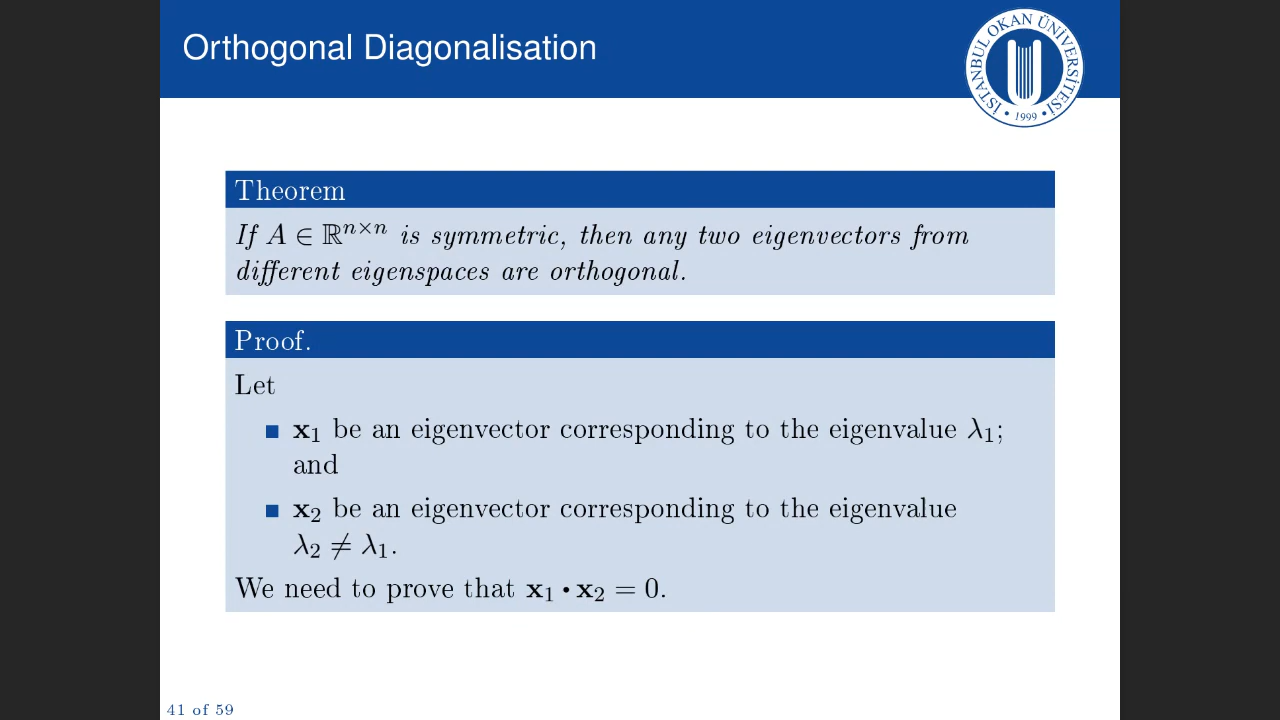 Orthogonal Diagonalisation
İSTANBUL OKAN ÜNİVERSİTESİ
• 1999 •
Theorem
If A ∈ ℝⁿˣⁿ is symmetric, then any two eigenvectors from
different eigenspaces are orthogonal.
Proof.
Let
x₁ be an eigenvector corresponding to the eigenvalue λ₁;
and
x₂ be an eigenvector corresponding to the eigenvalue
λ₂ ≠ λ₁.
We need to prove that x₁ • x₂ = 0.
41 of 59